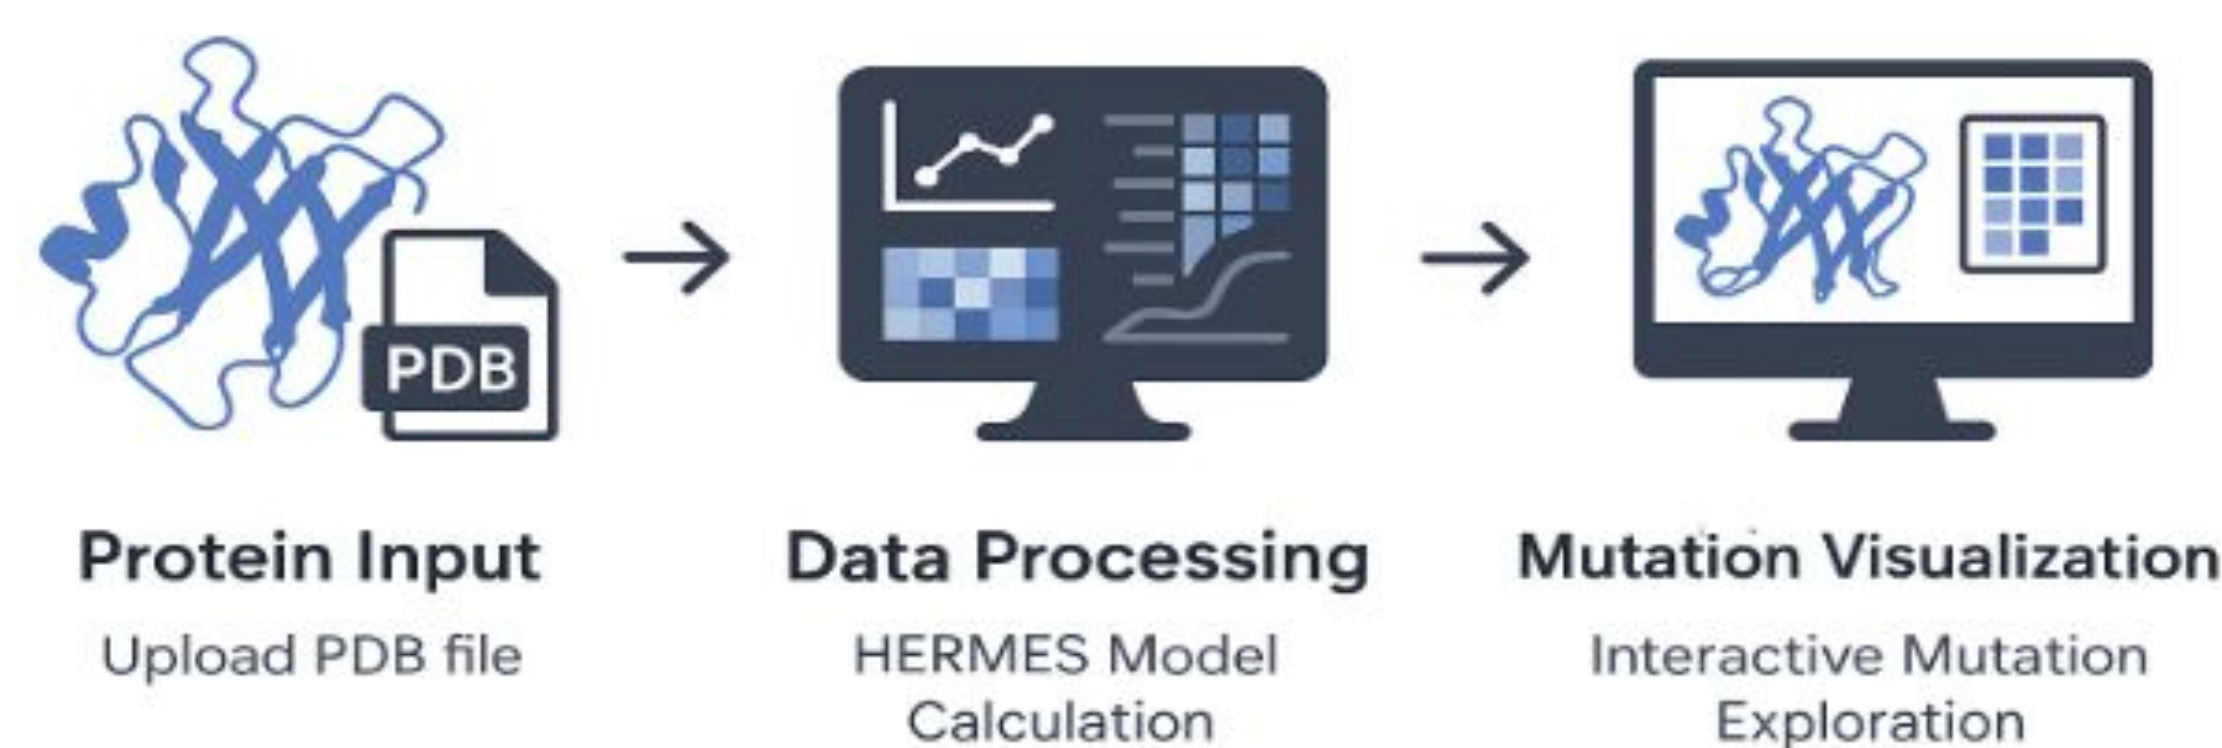 PDB
Protein Input
Upload PDB file
Data Processing
HERMES Model
Calculation
Mutation Visualization
Interactive Mutation
Exploration